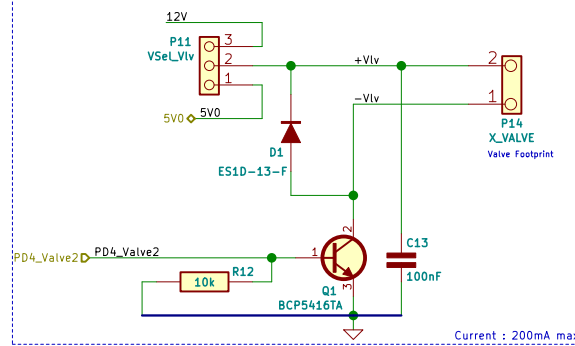 12V
P11
VSel_Vlv
3
2
1
+Vlv
2
-Vlv
1
5V0
5V0
P14
X_VALVE
Valve Footprint
D1
ES1D-13-F
2
PD4_Valve2
PD4_Valve2
1
C13
R12
10k
100nF
3
Q1
BCP5416TA
Current : 200mA max